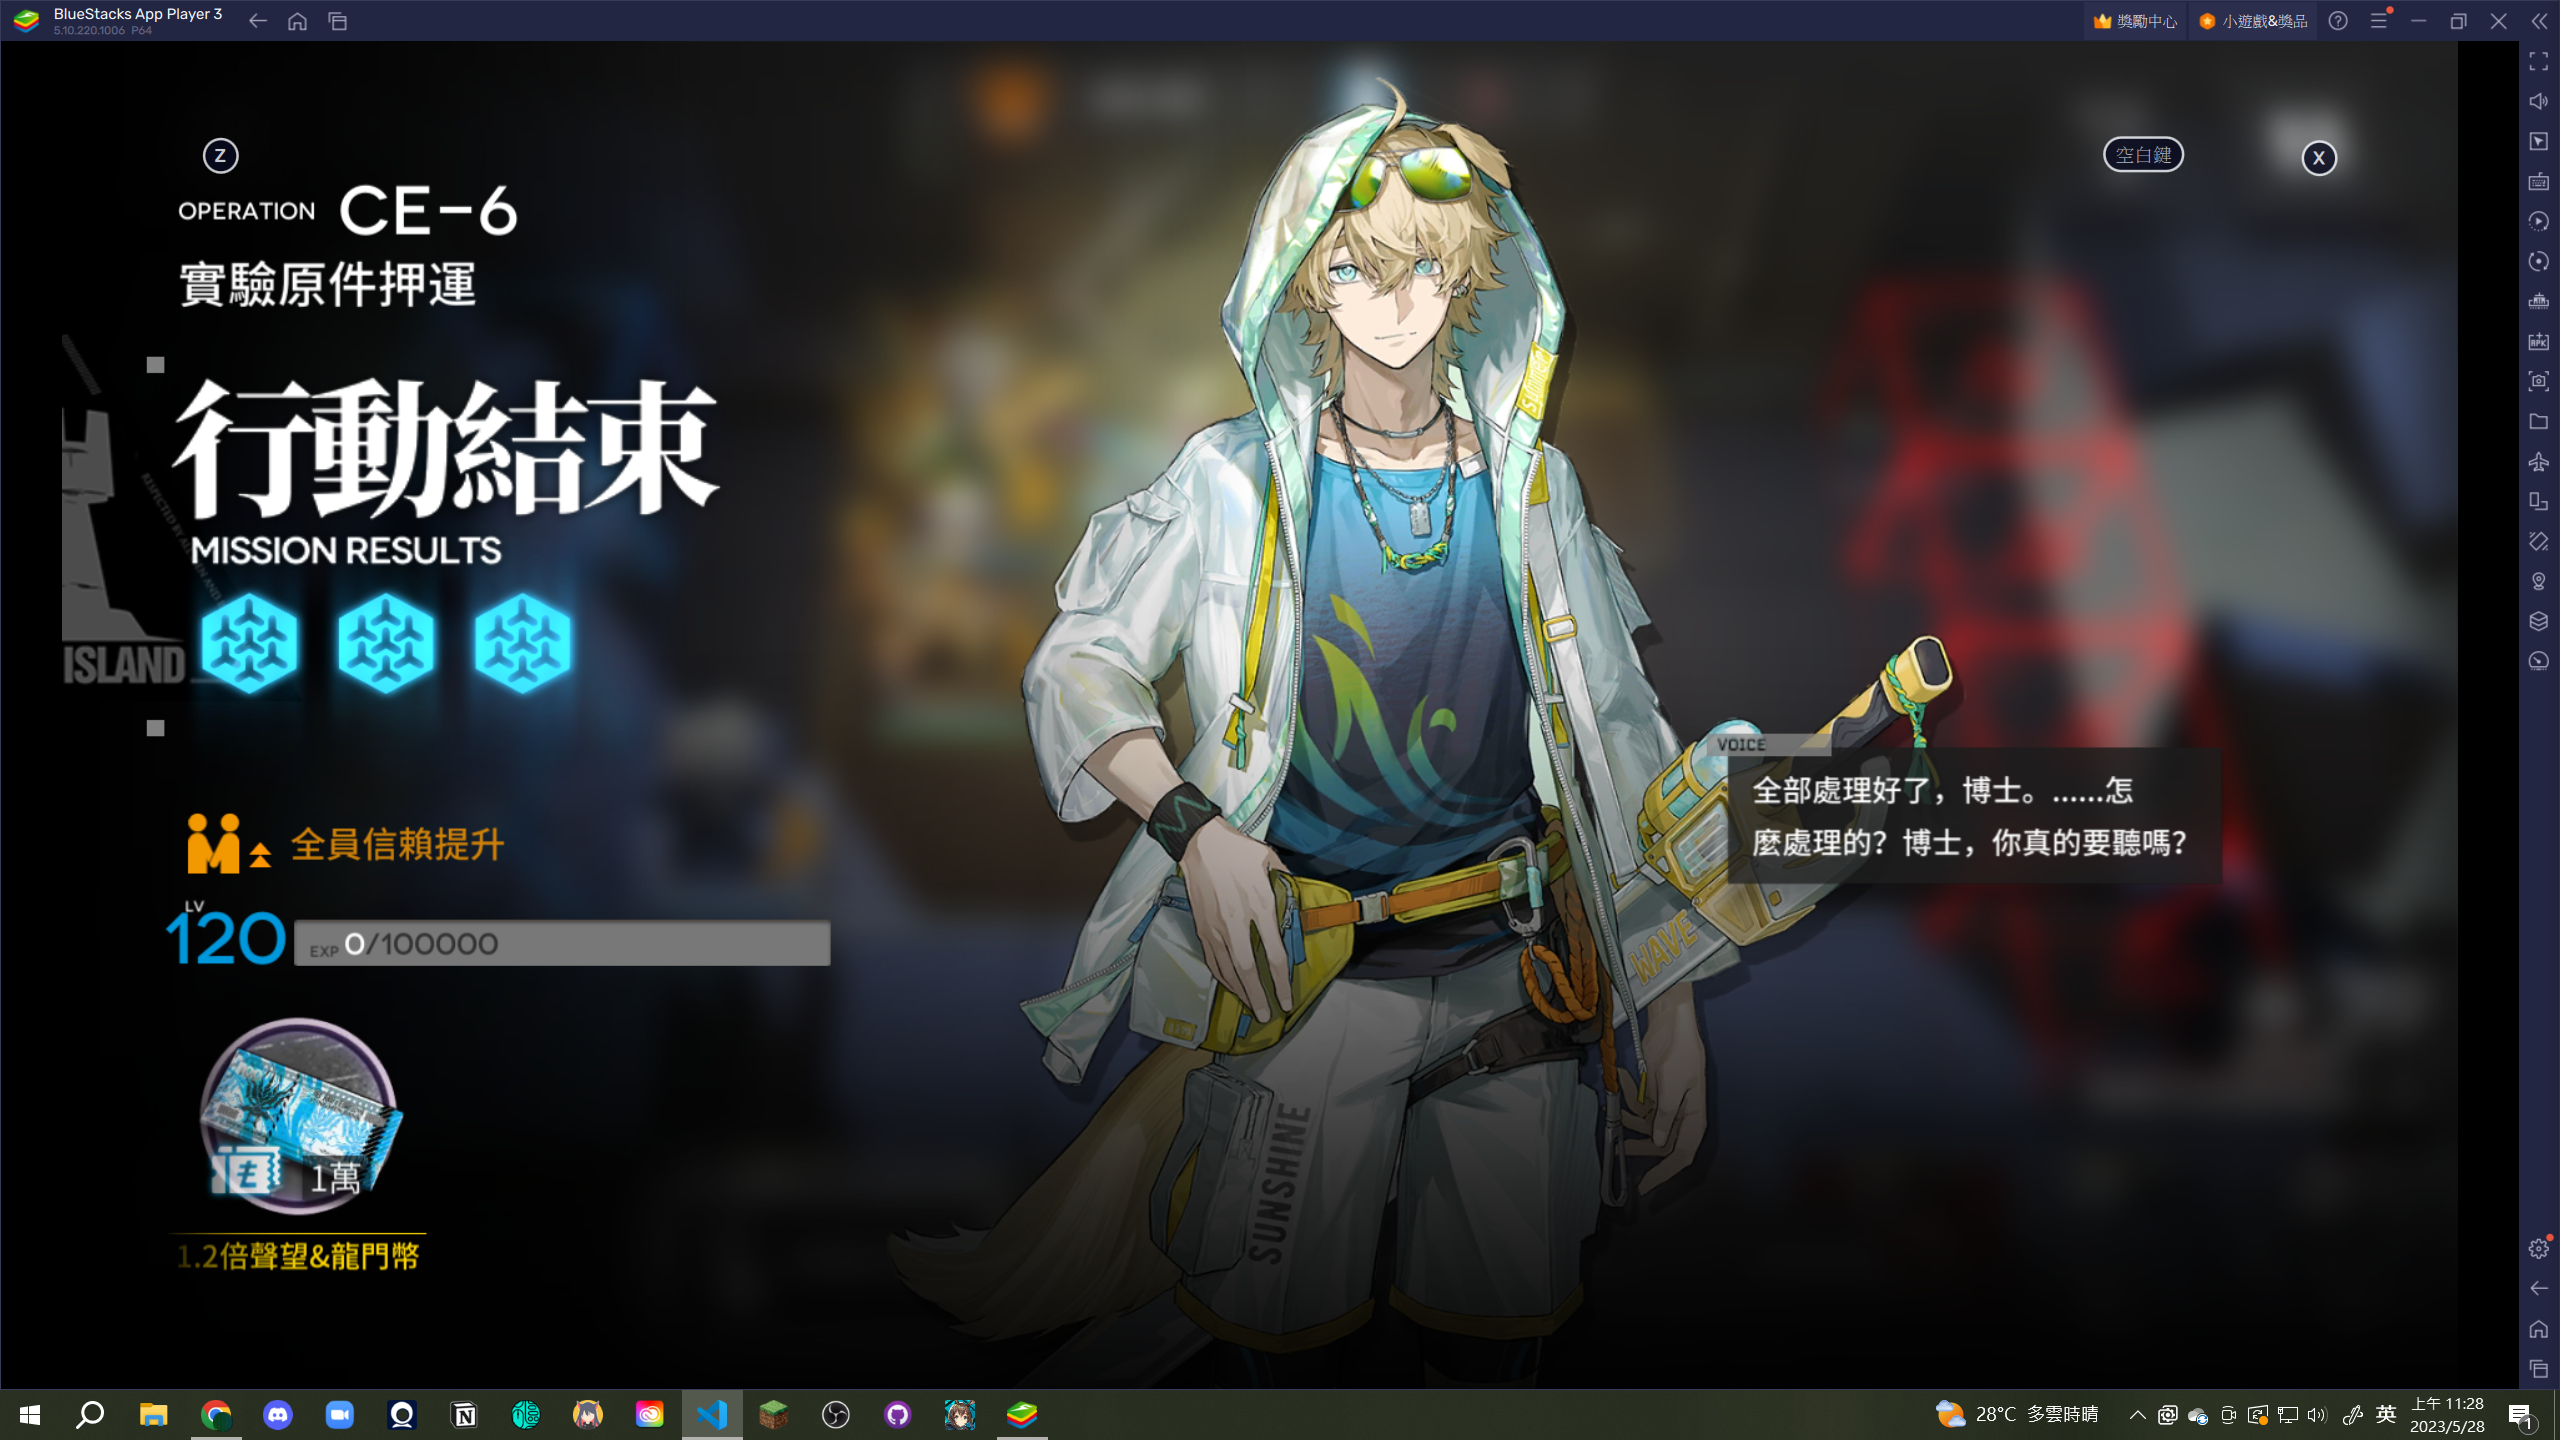 BlueStacks App Player 3
5.10.220.1006 P64
獎勵中心
小遊戲&獎品
Z
空白鍵
X
OPERATION CE-6
實驗原件押運
行動結束
MISSION RESULTS
ISLAND
全員信賴提升
LV
120
EXP 0/100000
1萬
1.2倍聲望&龍門幣
Summer
WAVE
SUNSHINE
VOICE
全部處理好了，博士。......怎
麼處理的？博士，你真的要聽嗎？
28°C 多雲時晴
英
上午 11:28
2023/5/28
1